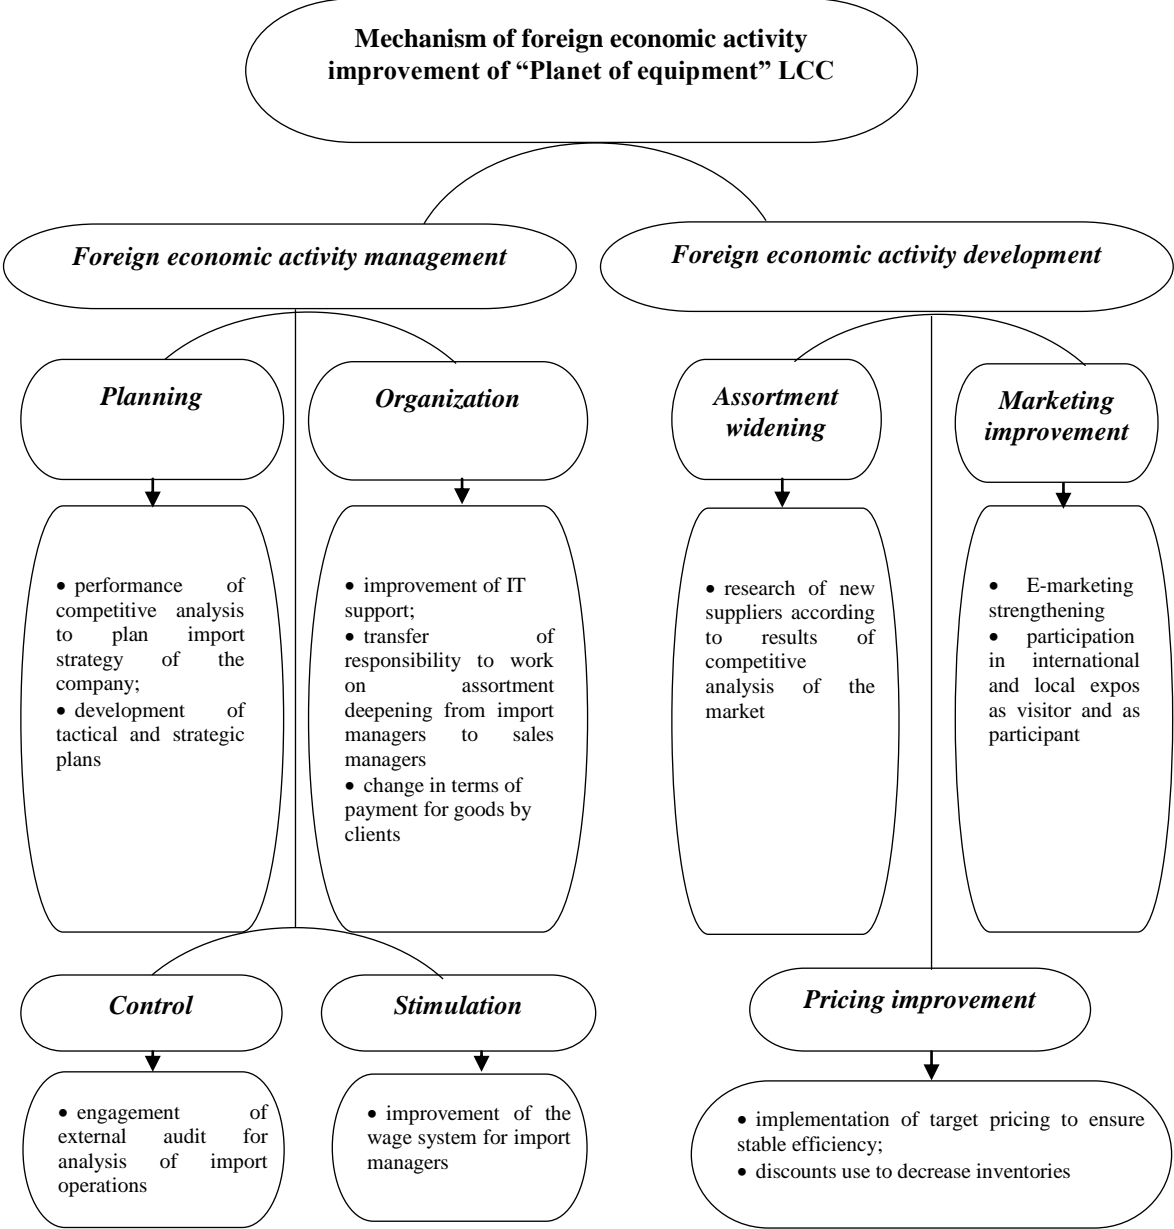 Mechanism of foreign economic activity
improvement of “Planet of equipment” LCC
Foreign economic activity management
Foreign economic activity development
Planning
Organization
Assortment
widening
Marketing
improvement
• performance of
competitive analysis
to plan import
strategy of the
company;
• development of
tactical and strategic
plans
• improvement of IT
support;
• transfer of
responsibility to work
on assortment
deepening from import
managers to sales
managers
• change in terms of
payment for goods by
clients
• research of new
suppliers according
to results of
competitive
analysis of the
market
• E-marketing
strengthening
• participation
in international
and local expos
as visitor and as
participant
Control
Stimulation
Pricing improvement
• engagement of
external audit for
analysis of import
operations
• improvement of the
wage system for import
managers
• implementation of target pricing to ensure
stable efficiency;
• discounts use to decrease inventories